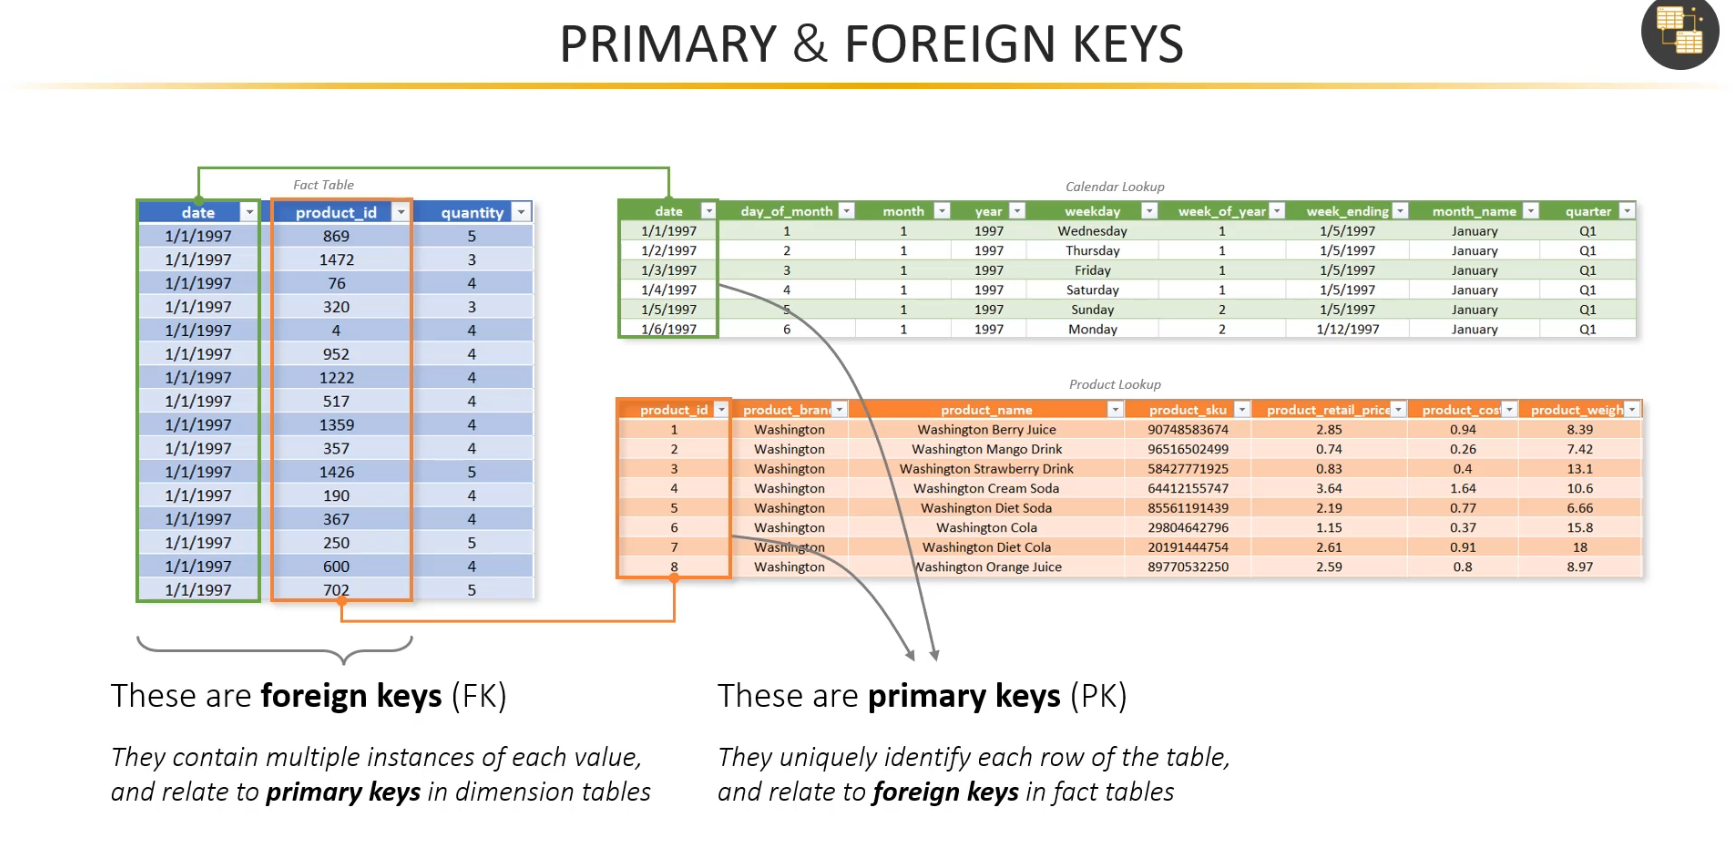 PRIMARY & FOREIGN KEYS
Fact Table
date product_id quantity
1/1/1997 869 5
1/1/1997 1472 3
1/1/1997 76 4
1/1/1997 320 3
1/1/1997 4 4
1/1/1997 952 4
1/1/1997 1222 4
1/1/1997 517 4
1/1/1997 1359 4
1/1/1997 357 4
1/1/1997 1426 5
1/1/1997 190 4
1/1/1997 367 4
1/1/1997 250 5
1/1/1997 600 4
1/1/1997 702 5
Calendar Lookup
date day_of_month month year weekday week_of_year week_ending month_name quarter
1/1/1997 1 1 1997 Wednesday 1 1/5/1997 January Q1
1/2/1997 2 1 1997 Thursday 1 1/5/1997 January Q1
1/3/1997 3 1 1997 Friday 1 1/5/1997 January Q1
1/4/1997 4 1 1997 Saturday 1 1/5/1997 January Q1
1/5/1997 5 1 1997 Sunday 2 1/5/1997 January Q1
1/6/1997 6 1 1997 Monday 2 1/12/1997 January Q1
Product Lookup
product_id product_bran product_name product_sku product_retail_price product_cos product_weigh
1 Washington Washington Berry Juice 90748583674 2.85 0.94 8.39
2 Washington Washington Mango Drink 96516502499 0.74 0.26 7.42
3 Washington Washington Strawberry Drink 58427771925 0.83 0.4 13.1
4 Washington Washington Cream Soda 64412155747 3.64 1.64 10.6
5 Washington Washington Diet Soda 85561191439 2.19 0.77 6.66
6 Washington Washington Cola 29804642796 1.15 0.37 15.8
7 Washington Washington Diet Cola 20191444754 2.61 0.91 18
8 Washington Washington Orange Juice 89770532250 2.59 0.8 8.97
These are foreign keys (FK)
They contain multiple instances of each value,
and relate to primary keys in dimension tables
These are primary keys (PK)
They uniquely identify each row of the table,
and relate to foreign keys in fact tables